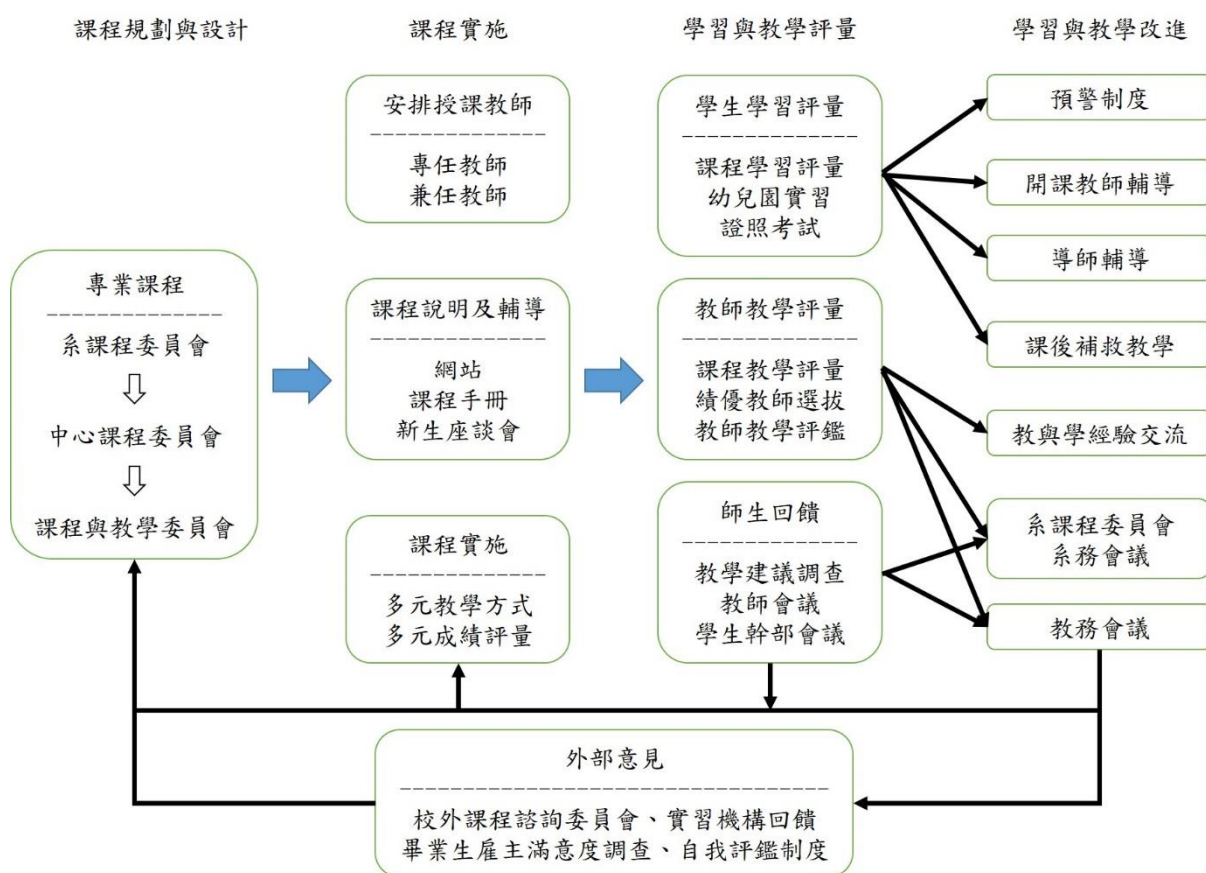 課程規劃與設計
課程實施
學習與教學評量
學習與教學改進
專業課程
系課程委員會
中心課程委員會
課程與教學委員會
安排授課教師
專任教師
兼任教師
課程說明及輔導
網站
課程手冊
新生座談會
課程實施
多元教學方式
多元成績評量
學生學習評量
課程學習評量
幼兒園實習
證照考試
教師教學評量
課程教學評量
績優教師選拔
教師教學評鑑
師生回饋
教學建議調查
教師會議
學生幹部會議
預警制度
開課教師輔導
導師輔導
課後補救教學
教與學經驗交流
系課程委員會
系務會議
教務會議
外部意見
校外課程諮詢委員會、實習機構回饋
畢業生雇主滿意度調查、自我評鑑制度